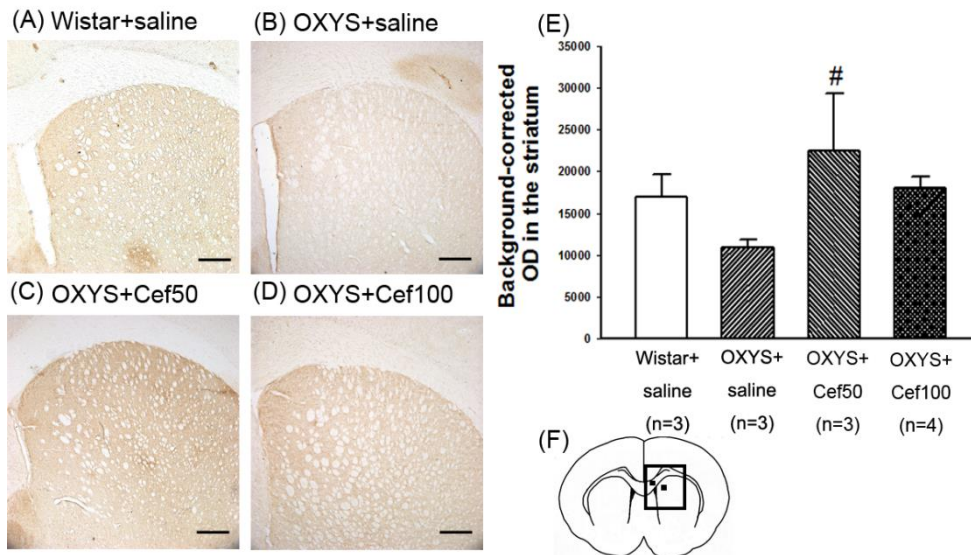 (A) Wistar+saline
(B) OXYS+saline
(C) OXYS+Cef50
(D) OXYS+Cef100
(E)
Background-corrected
OD in the striatum
35000
30000
25000
20000
15000
10000
5000
0
#
Wistar+
saline
(n=3)
OXYS+
saline
(n=3)
OXYS+
Cef50
(n=3)
OXYS+
Cef100
(n=4)
(F)